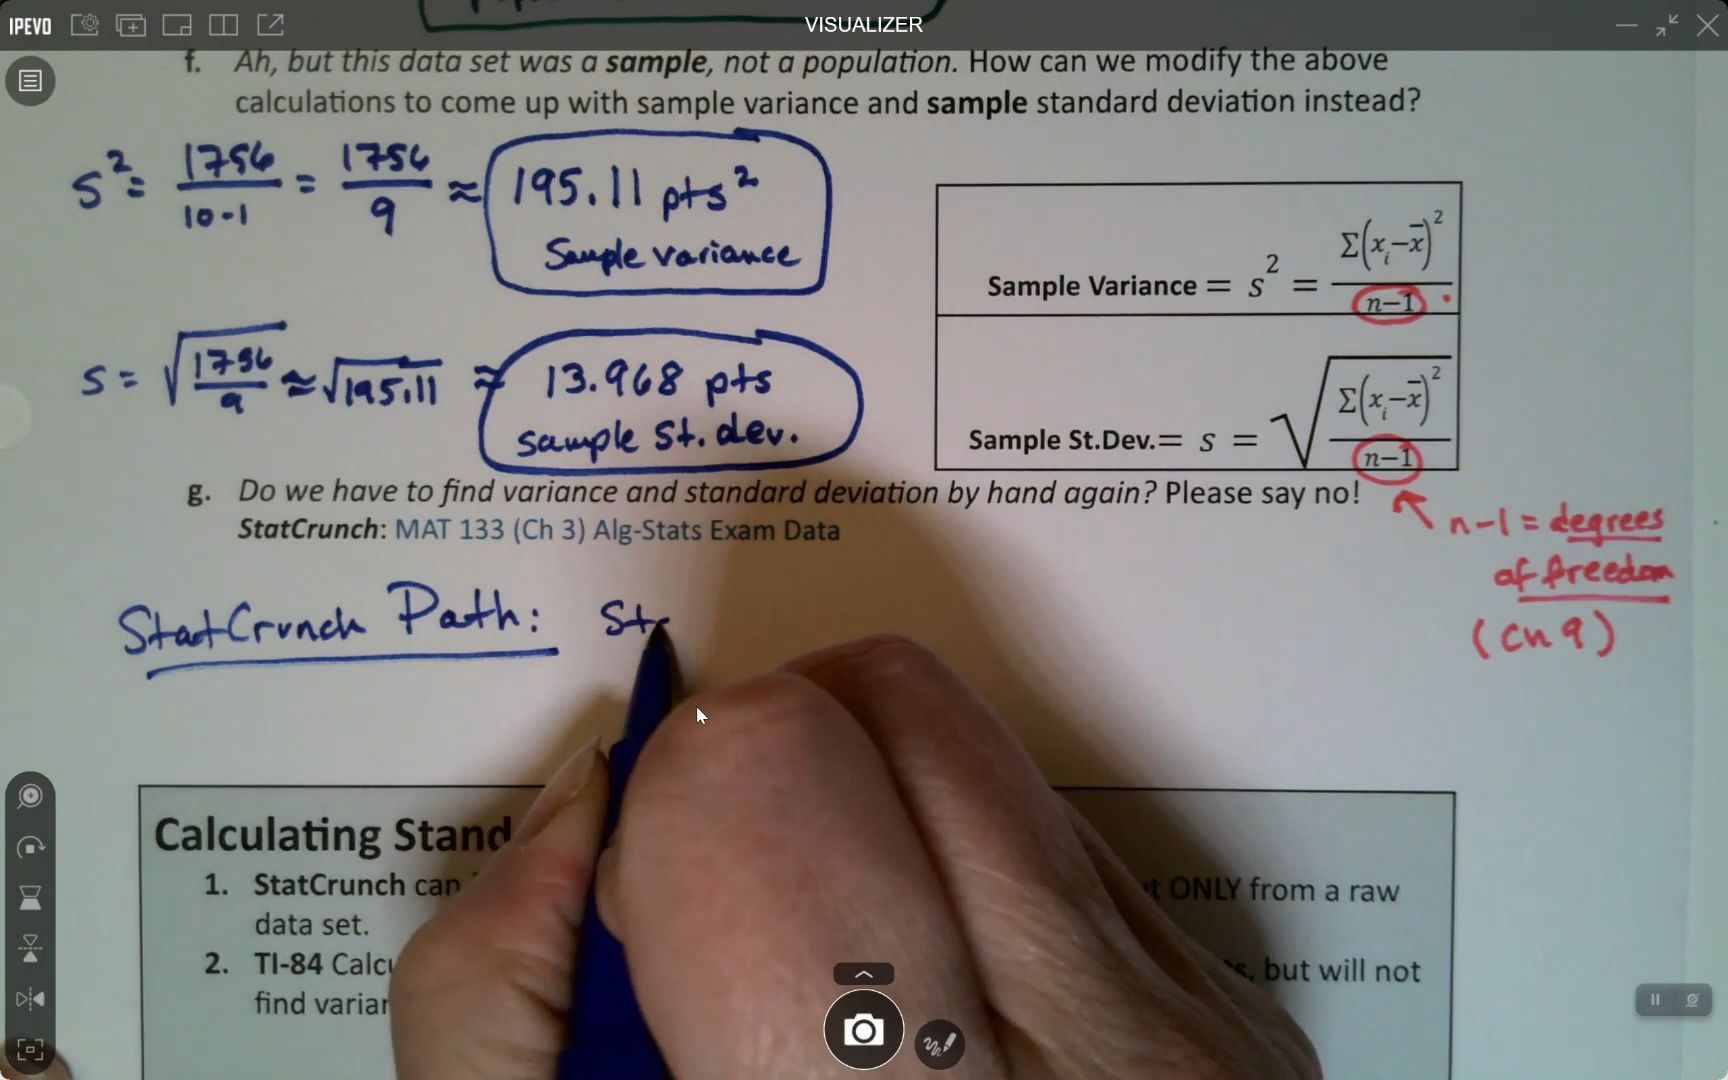 IPEVO
VISUALIZER
f. Ah, but this data set was a sample, not a population. How can we modify the above
calculations to come up with sample variance and sample standard deviation instead?
s² = 1756/10-1 = 1756/9 ≈ 195.11 pts²
Sample variance
Sample Variance = s² = Σ(xᵢ−x̄)²/n−1
s = √1756/9 ≈ √195.11 ≈ 13.968 pts
sample St. dev.
Sample St.Dev.= s = √Σ(xᵢ−x̄)²/n−1
g. Do we have to find variance and standard deviation by hand again? Please say no!
StatCrunch: MAT 133 (Ch 3) Alg-Stats Exam Data
n-1 = degrees
of freedom
(Ch 9)
StatCrunch Path: Sta
Calculating Stand
1. StatCrunch can t ONLY from a raw
data set.
2. TI-84 Calcu s, but will not
find varian